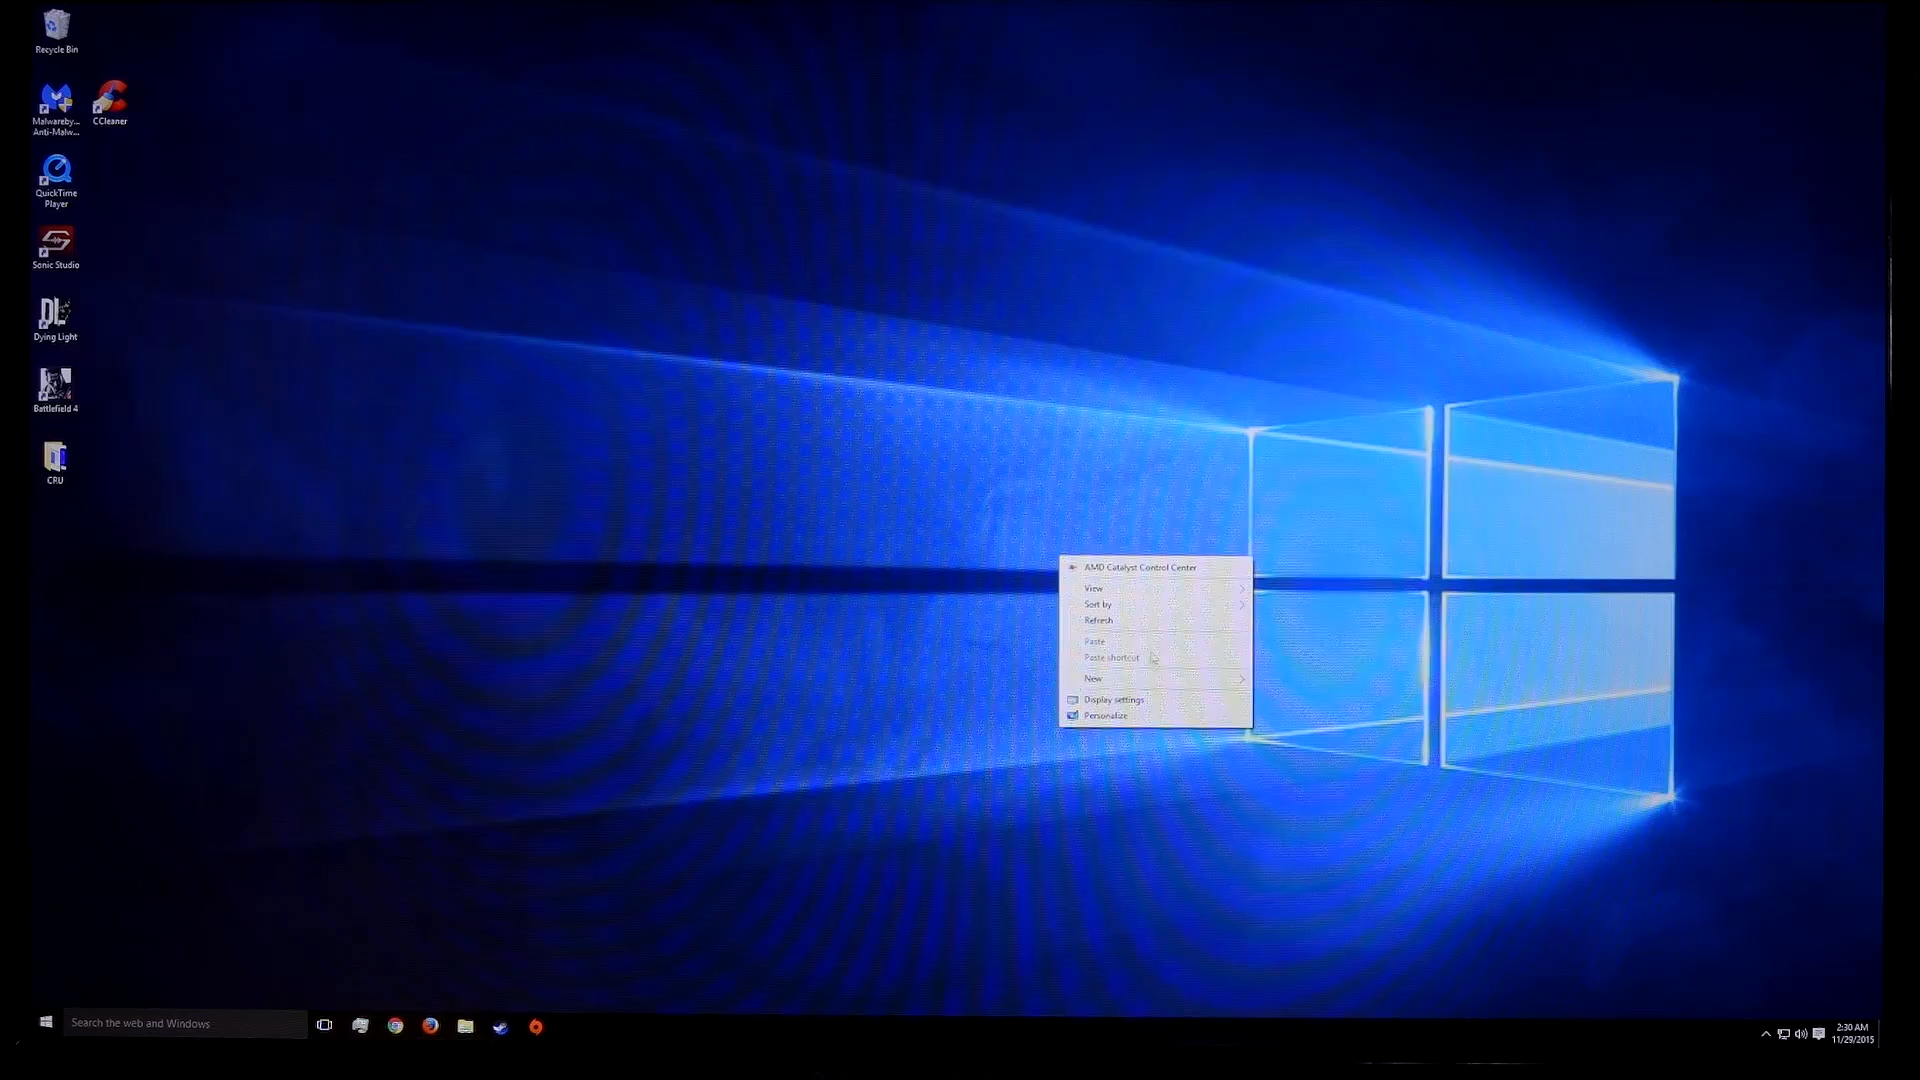 Recycle Bin
Malwareby...
Anti-Malw...
CCleaner
QuickTime
Player
Sonic Studio
DL
Dying Light
Battlefield 4
CRU
AMD Catalyst Control Center
View
Sort by
Refresh
Paste
Paste shortcut
New
Display settings
Personalize
Search the web and Windows
2:30 AM
11/29/2015